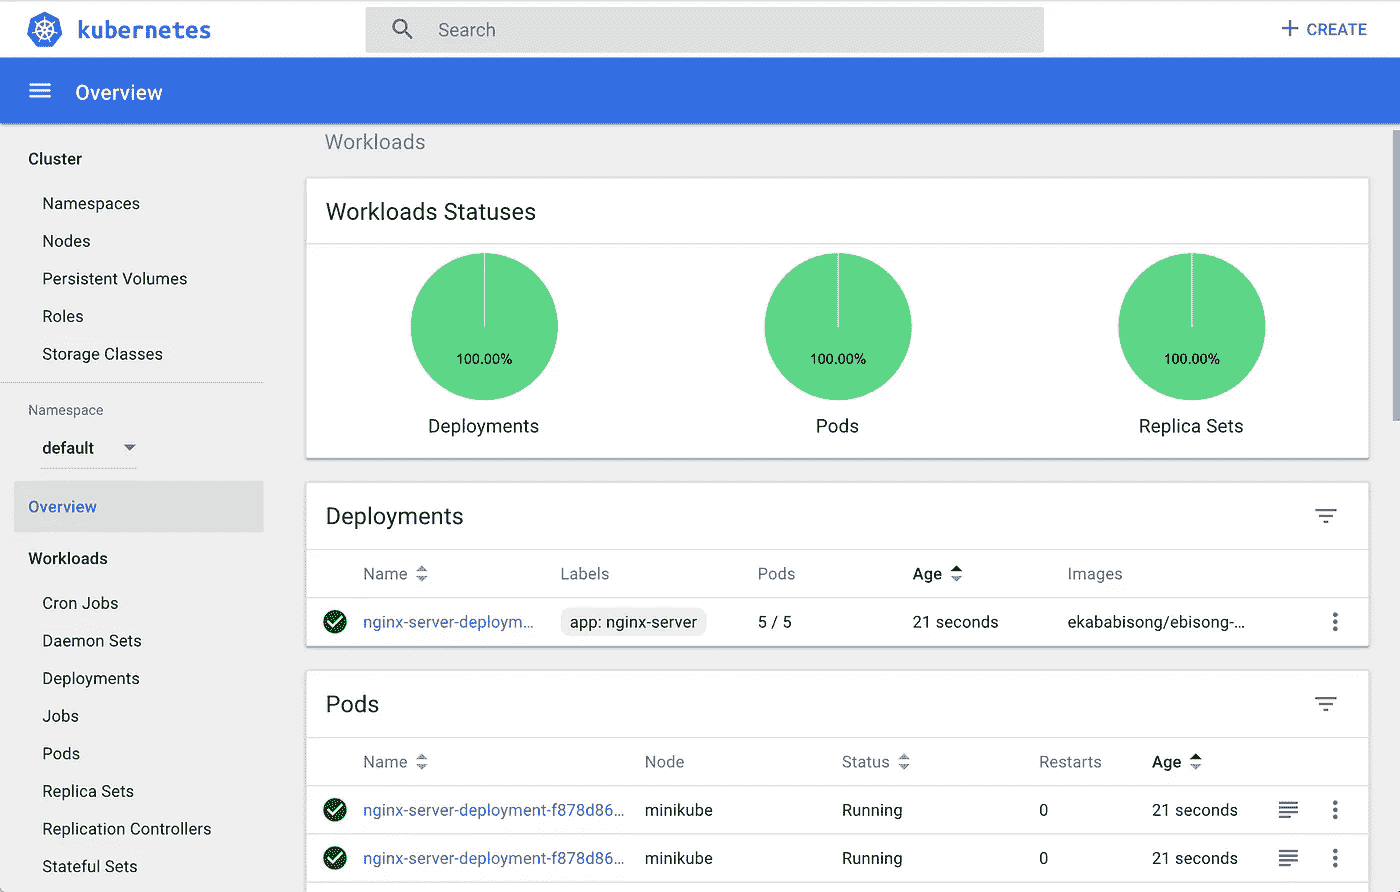 kubernetes
Search
CREATE
Overview
Cluster
Namespaces
Nodes
Persistent Volumes
Roles
Storage Classes
Namespace
default
Overview
Workloads
Cron Jobs
Daemon Sets
Deployments
Jobs
Pods
Replica Sets
Replication Controllers
Stateful Sets
Workloads
Workloads Statuses
100.00% 100.00% 100.00%
Deployments Pods Replica Sets
Deployments
Name Labels Pods Age Images
nginx-server-deploym... app: nginx-server 5 / 5 21 seconds ekababisong/ebisong-...
Pods
Name Node Status Restarts Age
nginx-server-deployment-f878d86... minikube Running 0 21 seconds
nginx-server-deployment-f878d86... minikube Running 0 21 seconds